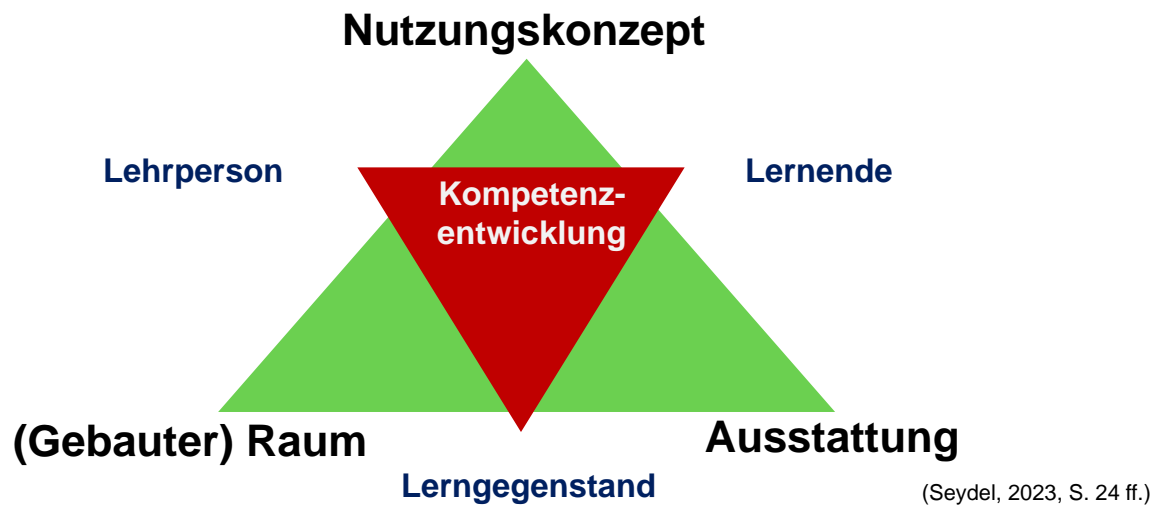 Nutzungskonzept
Lehrperson
Lernende
Kompetenz-
entwicklung
(Gebauter) Raum
Ausstattung
Lerngegenstand
(Seydel, 2023, S. 24 ff.)